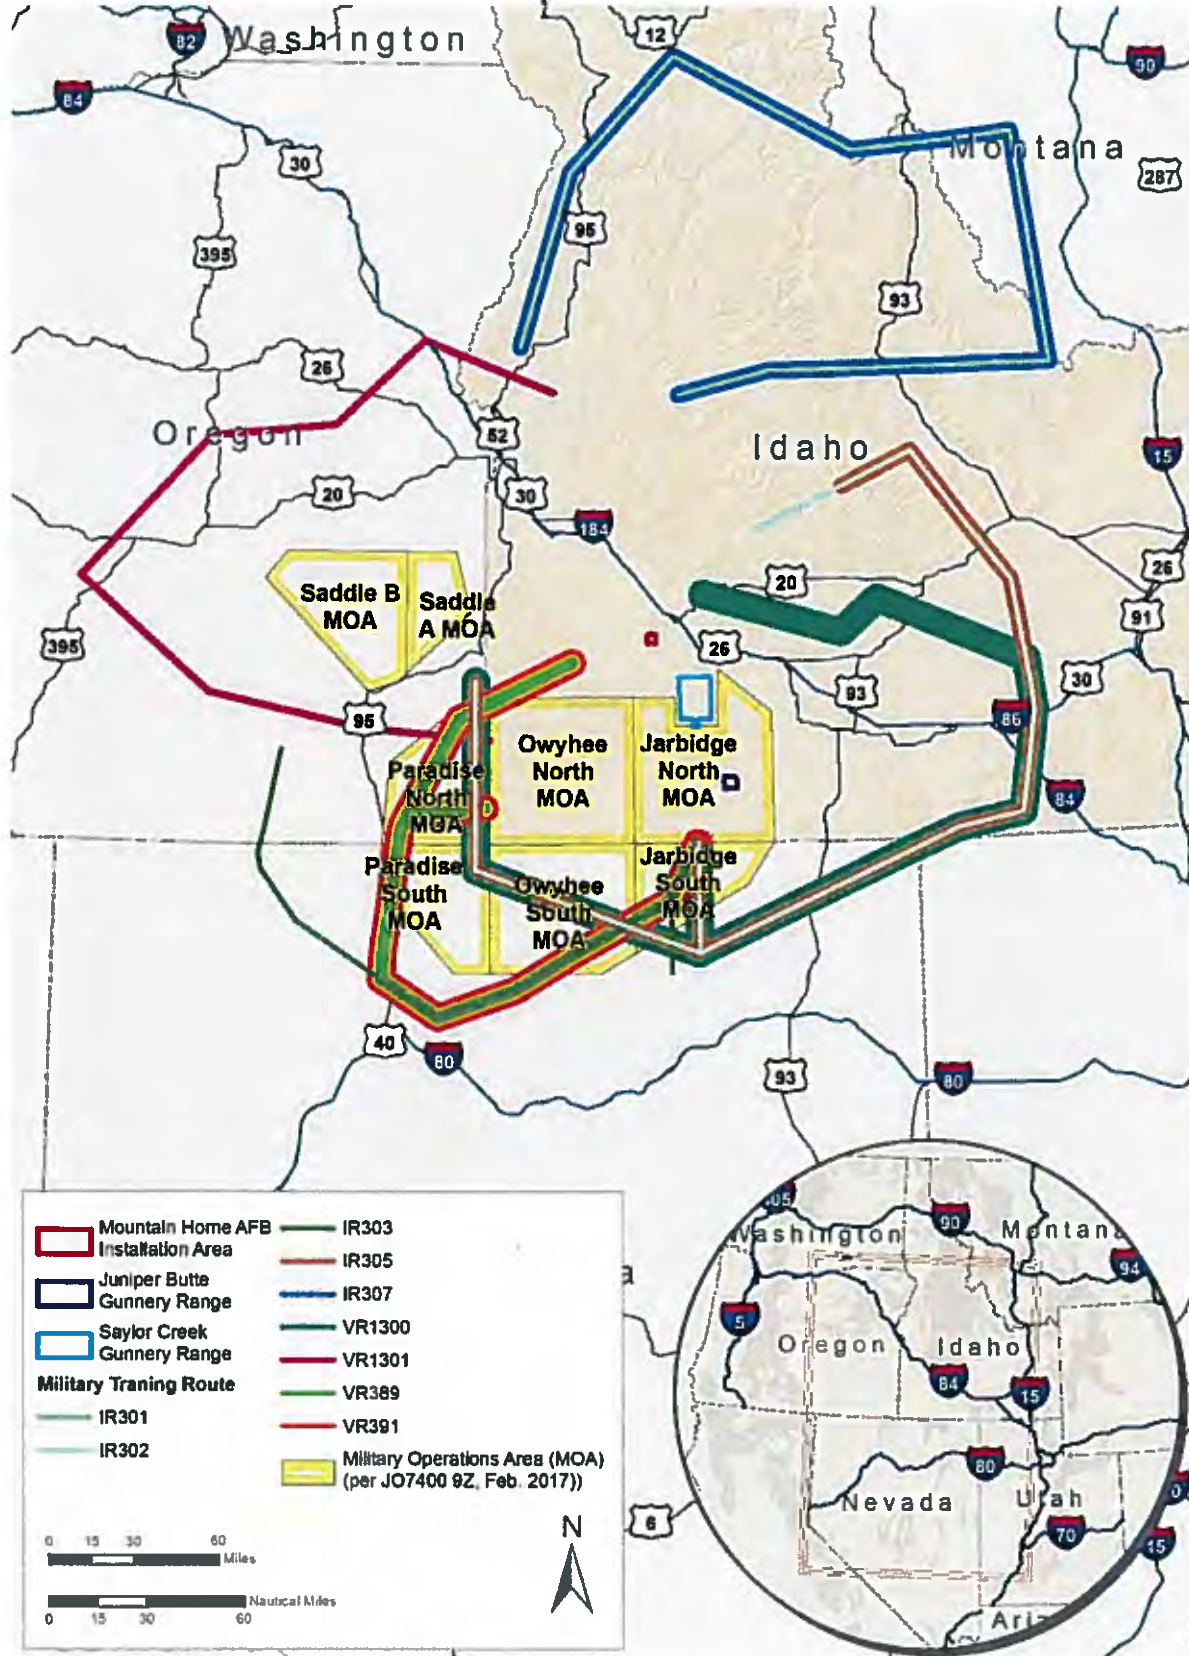 Washington
82
12
90
84
30
Montana
287
395
95
93
26
Oregon
52
Idaho
15
20
30
184
26
20
91
Saddle B
MOA
Saddle
A MOA
395
26
30
93
95
86
Owyhee
North
MOA
Jarbidge
North
MOA
Paradise
North
MOA
84
Paradise
South
MOA
Owyhee
South
MOA
Jarbidge
South
MOA
40
80
93
80
Mountain Home AFB
Installation Area
Juniper Butte
Gunnery Range
Saylor Creek
Gunnery Range
Military Traning Route
IR301
IR302
IR303
IR305
IR307
VR1300
VR1301
VR389
VR391
Military Operations Area (MOA)
(per JO7400 9Z, Feb. 2017))
0 15 30 60
Miles
Nautical Miles
0 15 30 60
N
6
a
05
90
Washington
Montana
94
5
Oregon
Idaho
84
15
80
Nevada
Utah
70
0
15
Ari